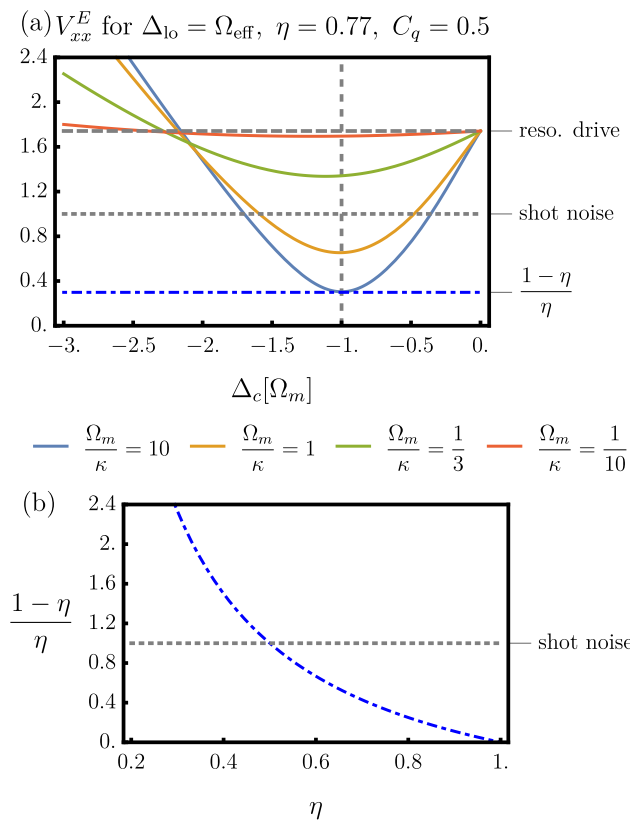 (a) V^E_xx for Δ_lo = Ω_eff, η = 0.77, C_q = 0.5
2.4
2.
1.6
1.2
0.8
0.4
0.
reso. drive
shot noise
1 − η
η
−3. −2.5 −2. −1.5 −1. −0.5 0.
Δ_c[Ω_m]
Ω_m/κ = 10 Ω_m/κ = 1 Ω_m/κ = 1/3 Ω_m/κ = 1/10
(b)
2.4
2.
1.6
1.2
0.8
0.4
0.
1 − η
η
shot noise
0.2 0.4 0.6 0.8 1.
η